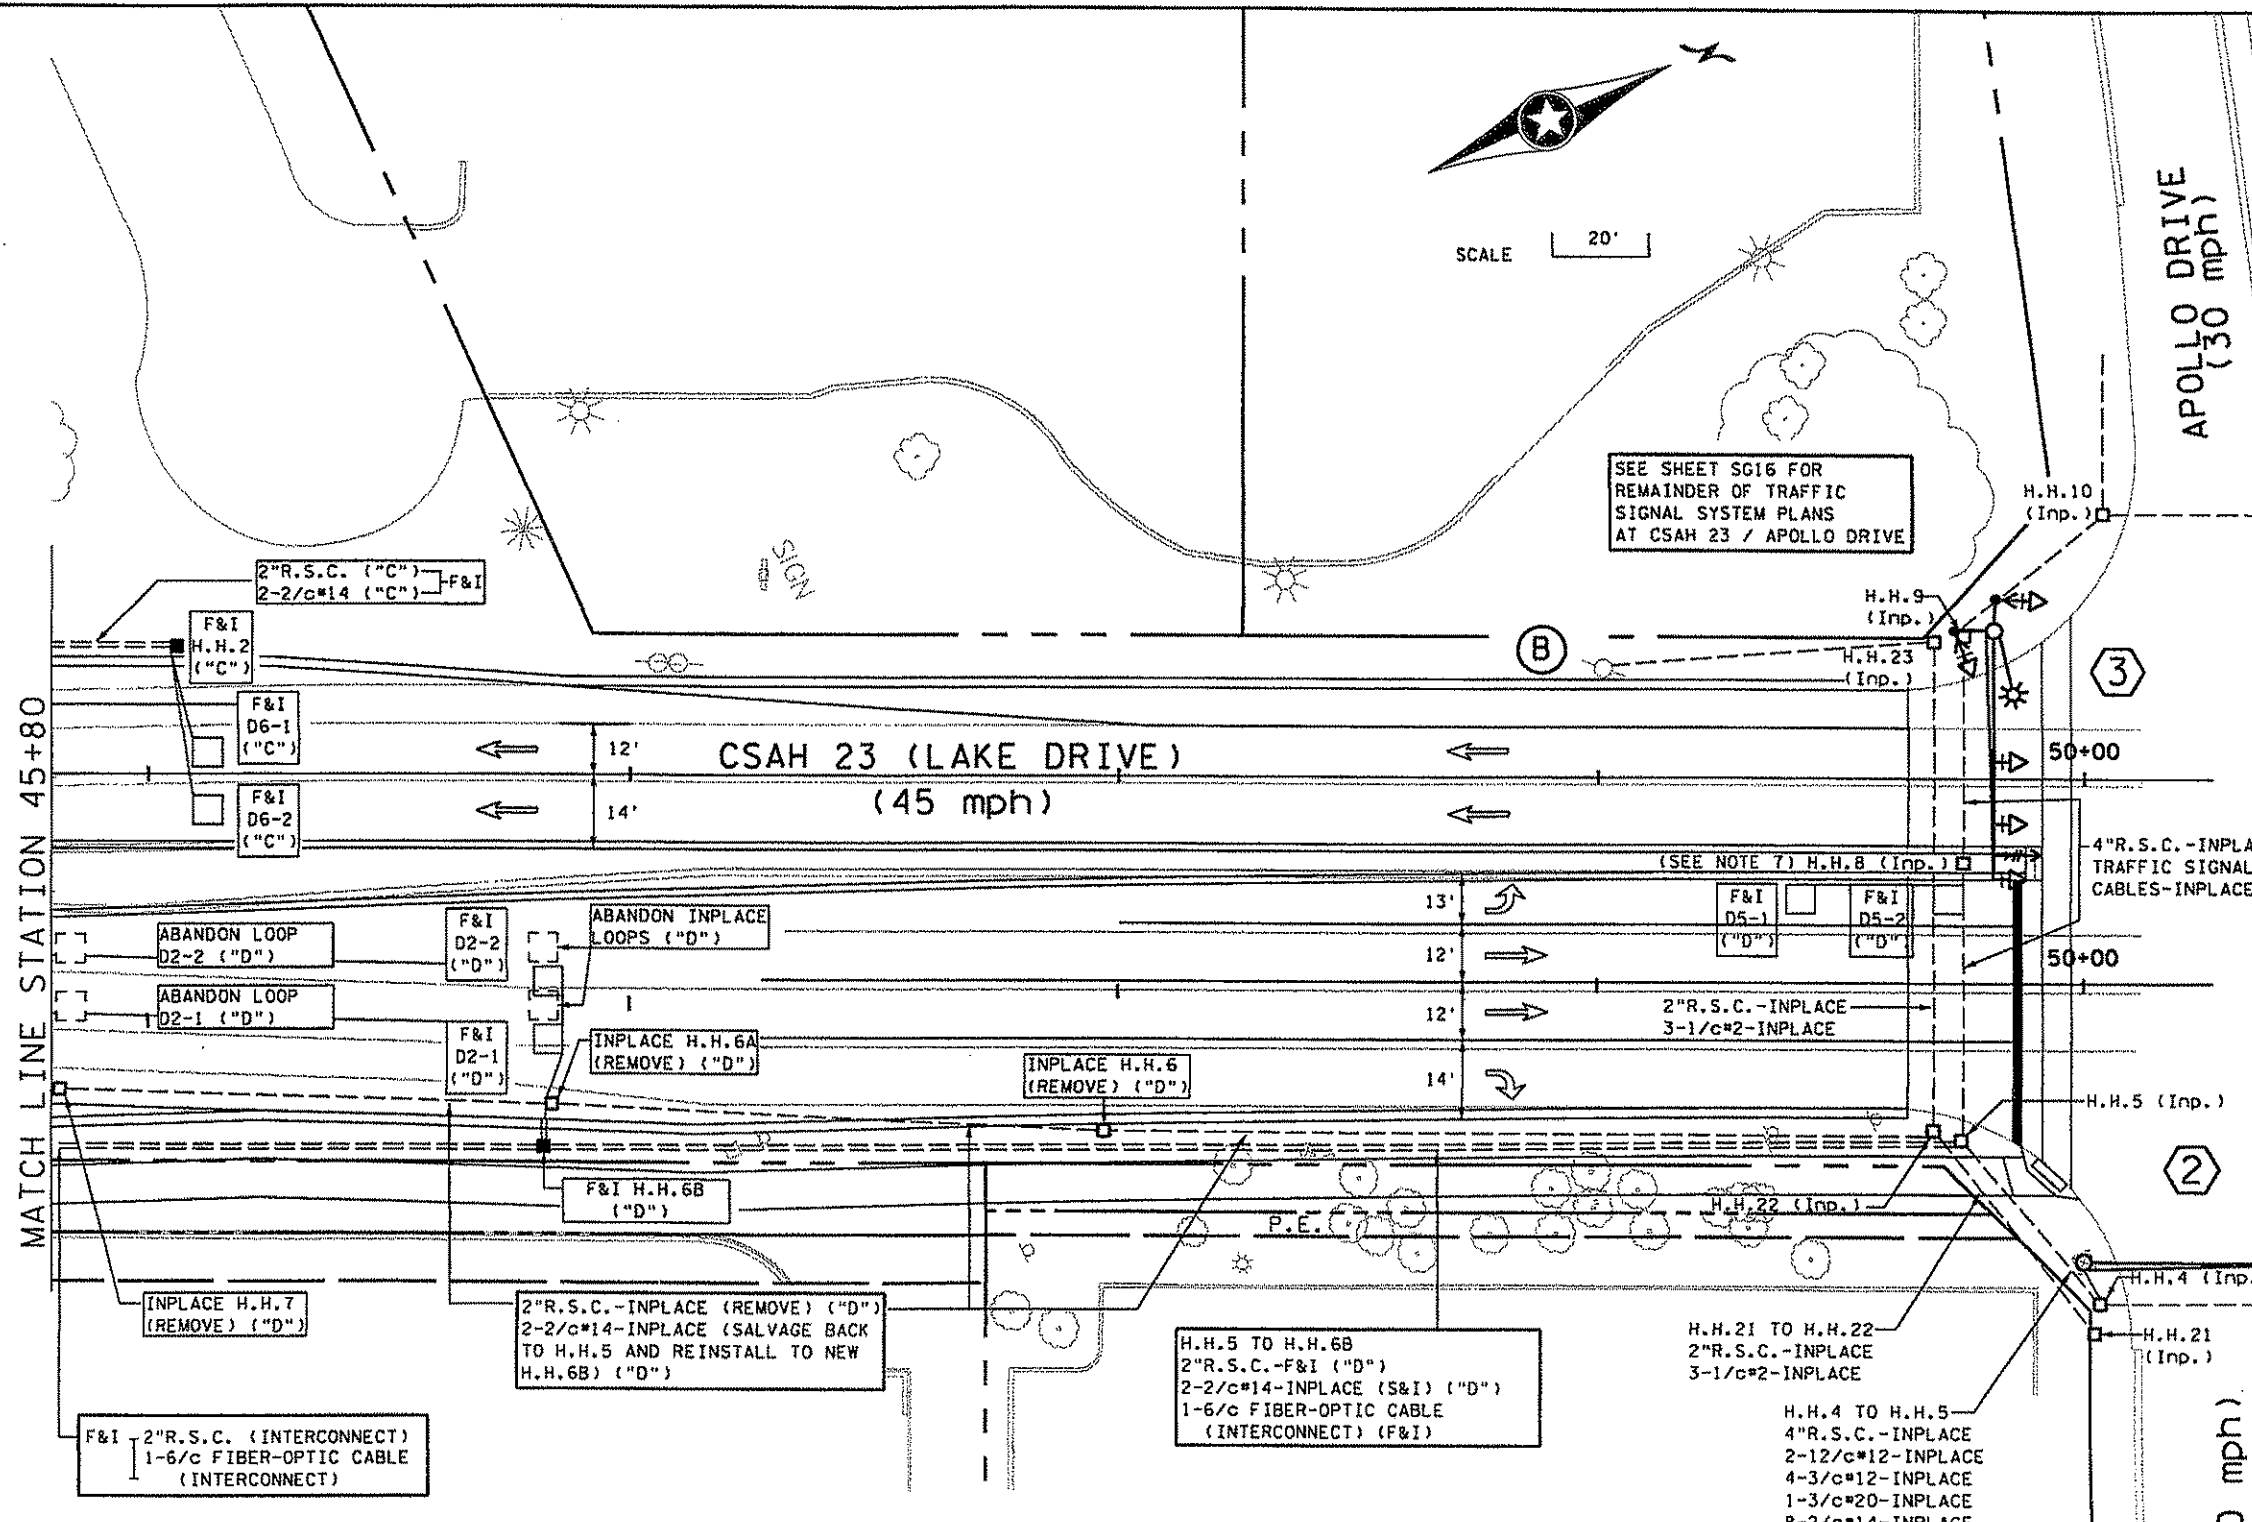 SCALE
20'
APOLLO DRIVE
(30 mph)
SEE SHEET SG16 FOR
REMAINDER OF TRAFFIC
SIGNAL SYSTEM PLANS
AT CSAH 23 / APOLLO DRIVE
H.H.10
(Inp.)
H.H.9
(Inp.)
H.H.23
(Inp.)
SIGN
2"R.S.C. ("C")
2-2/c#14 ("C")
F&I
F&I
H.H.2
("C")
B
3
F&I
D6-1
("C")
F&I
D6-2
("C")
12'
14'
CSAH 23 (LAKE DRIVE)
(45 mph)
50+00
MATCH LINE STATION 45+80
(SEE NOTE 7) H.H.8 (Inp.)
4"R.S.C.-INPLA
TRAFFIC SIGNAL
CABLES-INPLACE
ABANDON LOOP
D2-2 ("D")
F&I
D2-2
("D")
ABANDON INPLACE
LOOPS ("D")
13'
12'
12'
14'
F&I
D5-1
("D")
F&I
D5-2
("D"
50+00
ABANDON LOOP
D2-1 ("D")
F&I
D2-1
("D")
INPLACE H.H.6A
(REMOVE) ("D")
INPLACE H.H.6
(REMOVE) ("D")
2"R.S.C.-INPLACE
3-1/c#2-INPLACE
H.H.5 (Inp.)
2
F&I H.H.6B
("D")
H.H.22 (Inp.)
P.E.
H.H.4 (Inp.
H.H.21
(Inp.)
INPLACE H.H.7
(REMOVE) ("D")
2"R.S.C.-INPLACE (REMOVE) ("D")
2-2/c#14-INPLACE (SALVAGE BACK
TO H.H.5 AND REINSTALL TO NEW
H.H.6B) ("D")
H.H.5 TO H.H.6B
2"R.S.C.-F&I ("D")
2-2/c#14-INPLACE (S&I) ("D")
1-6/c FIBER-OPTIC CABLE
(INTERCONNECT) (F&I)
H.H.21 TO H.H.22
2"R.S.C.-INPLACE
3-1/c#2-INPLACE
F&I
2"R.S.C. (INTERCONNECT)
1-6/c FIBER-OPTIC CABLE
(INTERCONNECT)
H.H.4 TO H.H.5
4"R.S.C.-INPLACE
2-12/c#12-INPLACE
4-3/c#12-INPLACE
1-3/c#20-INPLACE
mph)